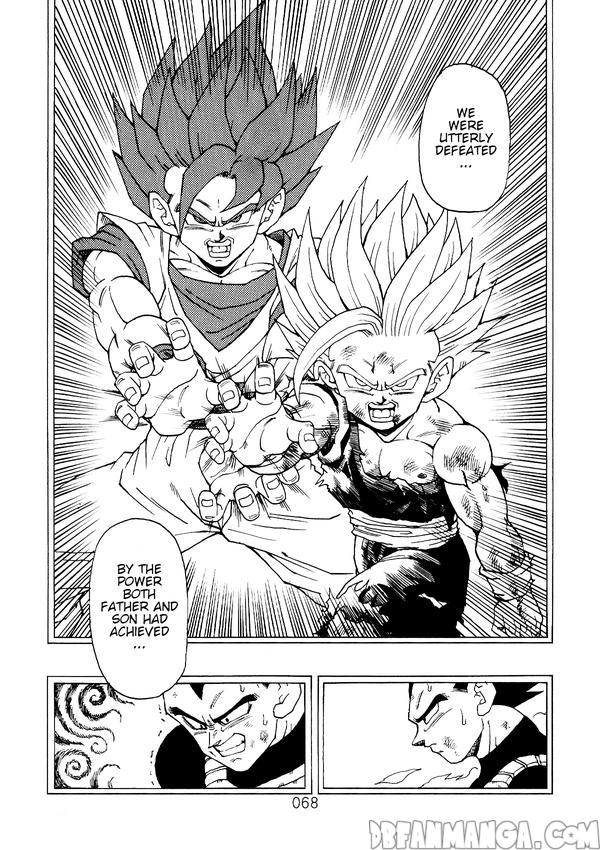 WE
WERE
UTTERLY
DEFEATED
...
BY THE
POWER
BOTH
FATHER AND
SON HAD
ACHIEVED
...
068
DBFANMANGA.COM